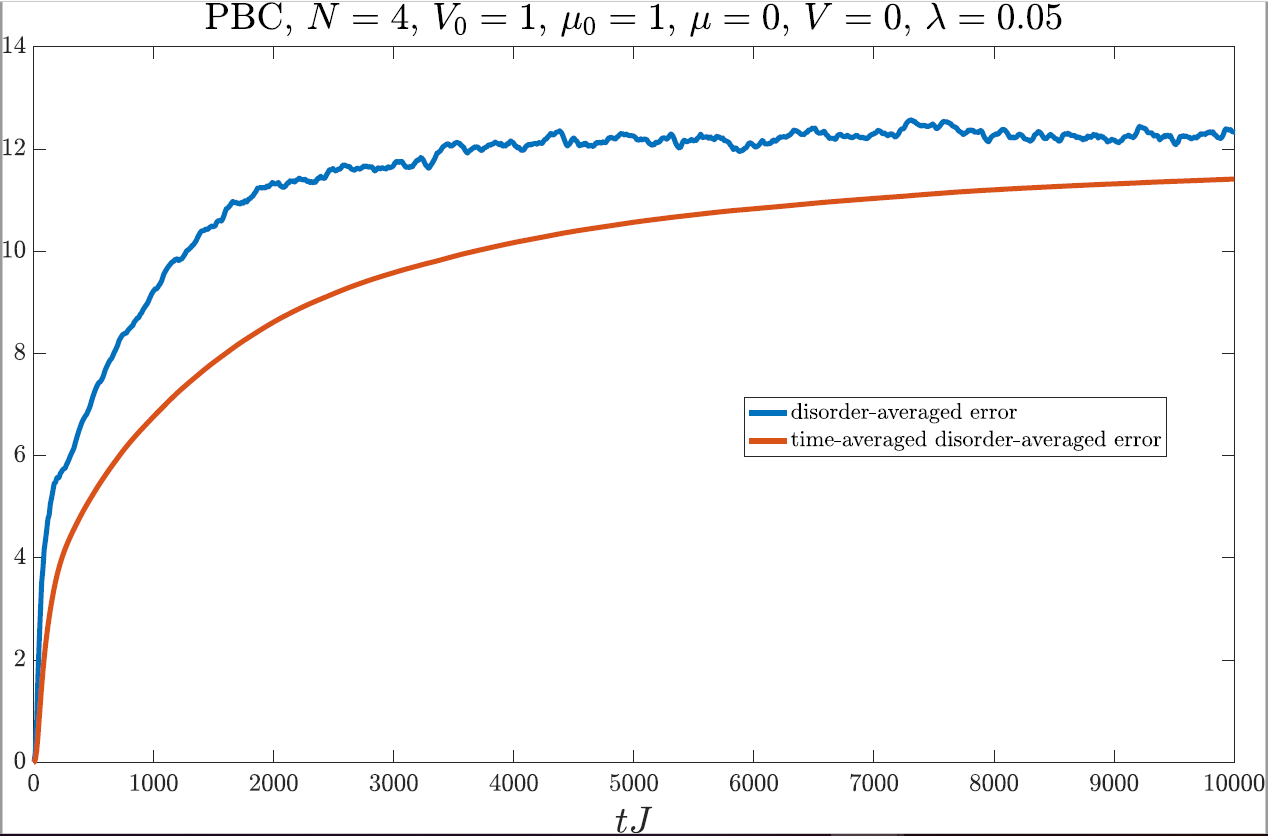 PBC, N = 4, V₀ = 1, μ₀ = 1, μ = 0, V = 0, λ = 0.05
14
12
10
8
6
4
2
0
disorder-averaged error
time-averaged disorder-averaged error
0 1000 2000 3000 4000 5000 6000 7000 8000 9000 10000
tJ